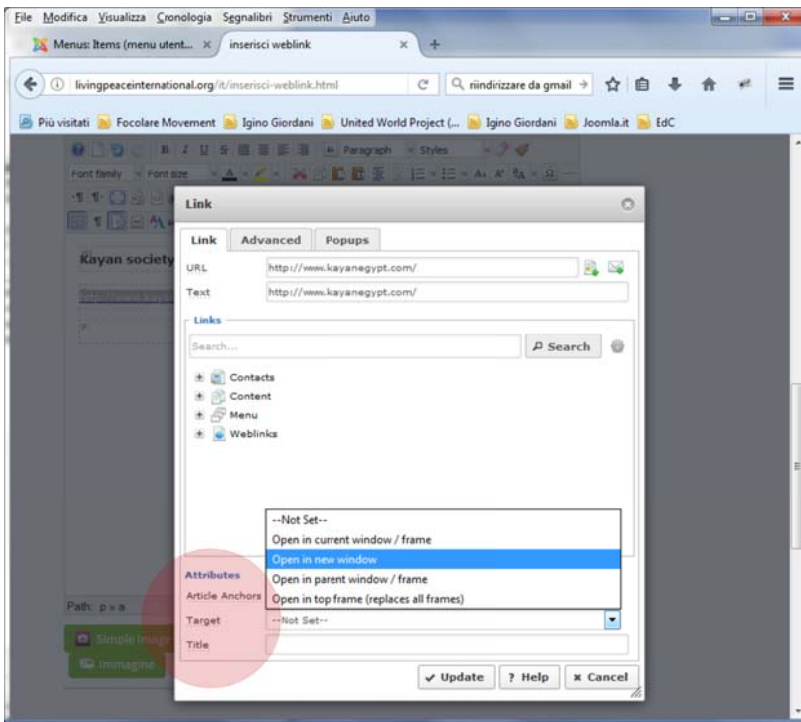 File Modifica Visualizza Cronologia Segnalibri Strumenti Aiuto
Menus: Items (menu utent... × inserisci weblink × +
livingpeaceinternational.org/it/inserisci-weblink.html riindirizzare da gmail
Più visitati Focolare Movement Igino Giordani United World Project (... Igino Giordani Joomla.it EdC
Paragraph Styles
Font family Font size
Link
Link Advanced Popups
Kayan society
URL http://www.kayanegypt.com/
Text http://www.kayanegypt.com/
Links
Search... Search
Contacts
Content
Menu
Weblinks
--Not Set--
Open in current window / frame
Open in new window
Attributes
Open in parent window / frame
Article Anchors
Open in top frame (replaces all frames)
Path: p » a
Target --Not Set--
Simple Image
Title
Immagine
Update ? Help Cancel